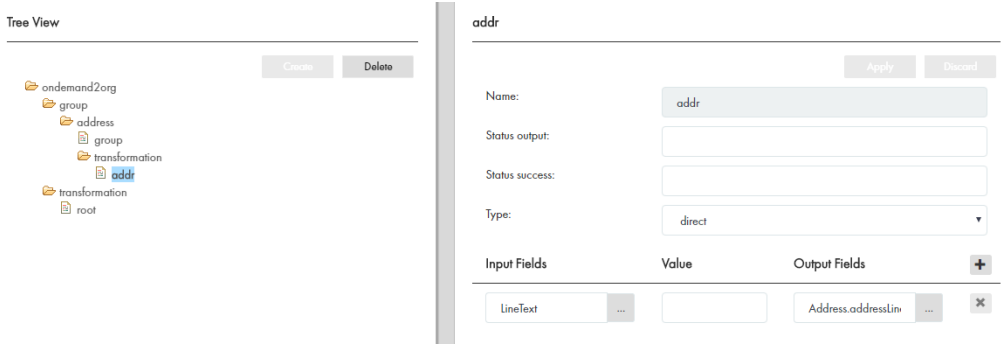 Tree View
Create Delete
ondemand2org
group
address
group
transformation
addr
transformation
root
addr
Apply Discard
Name: addr
Status output:
Status success:
Type: direct
Input Fields Value Output Fields +
LineText ... Address.addressLin ...